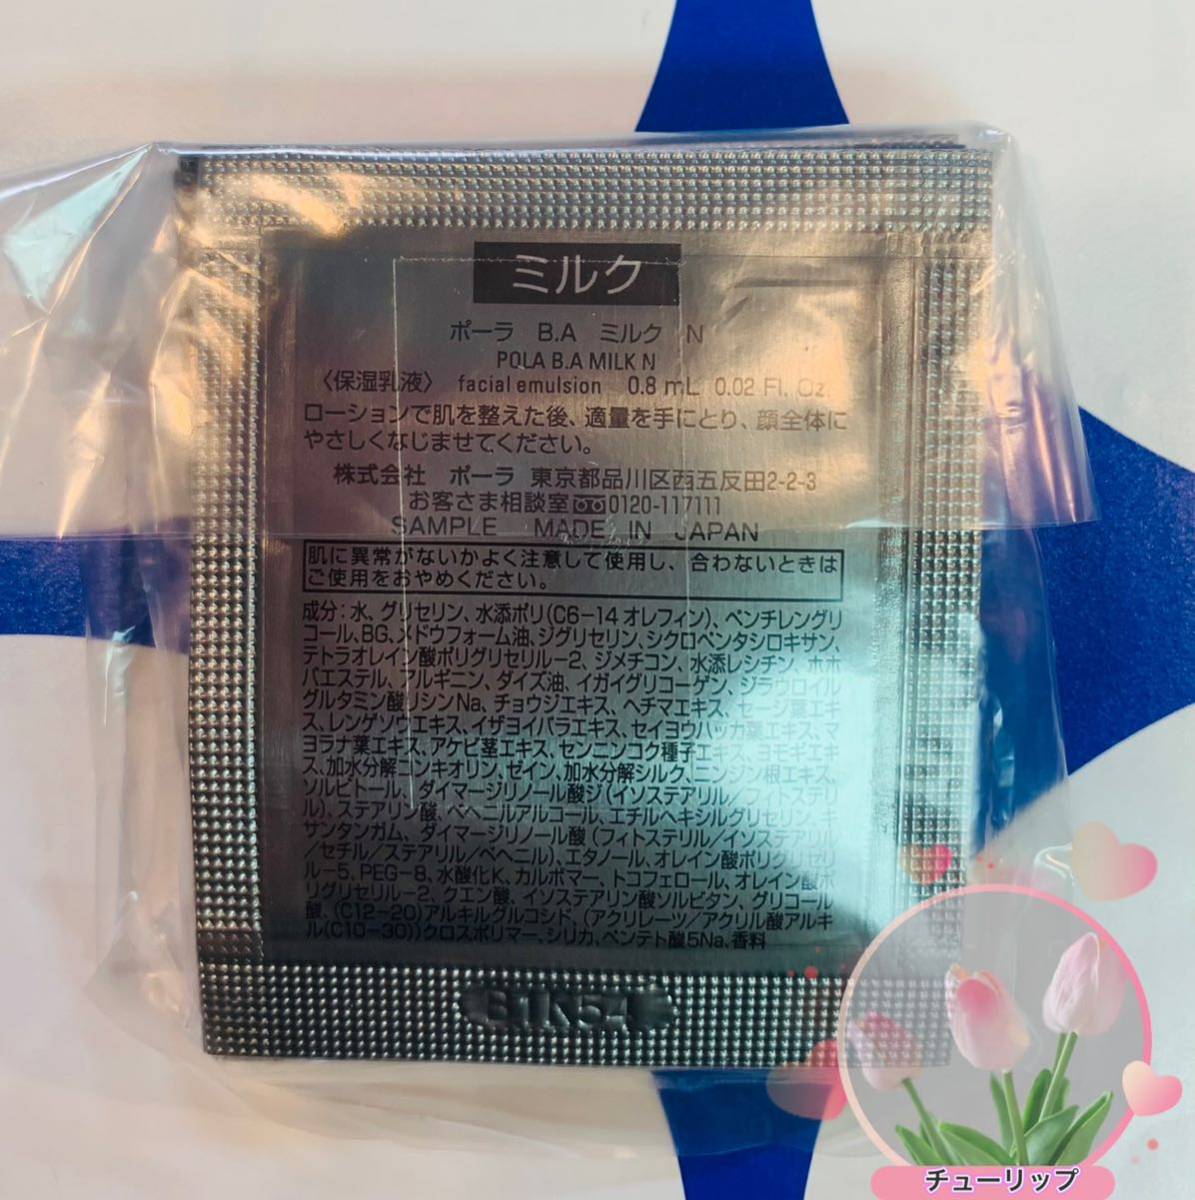 ミルク
ポーラ B.A ミルク N
POLA B.A MILK N
〈保湿乳液〉 facial emulsion 0.8 mL 0.02 Fl. Oz.
ローションで肌を整えた後、適量を手にとり、顔全体に
やさしくなじませてください。
株式会社 ポーラ 東京都品川区西五反田2-2-3
お客さま相談室 0120-117111
SAMPLE MADE IN JAPAN
肌に異常がないかよく注意して使用し、合わないときは
ご使用をおやめください。
成分：水、グリセリン、水添ポリ(C6-14 オレフィン)、ペンチレングリ
コール、BG、メドウフォーム油、ジグリセリン、シクロペンタシロキサン、
テトラオレイン酸ポリグリセリル-2、ジメチコン、水添レシチン、ホホ
バエステル、アルギニン、ダイズ油、イガイグリコーゲン、ジラウロイル
グルタミン酸リシンNa、チョウジエキス、ヘチマエキス、セージ葉エキ
ス、レンゲソウエキス、イザヨイバラエキス、セイヨウハッカ葉エキス、マ
ヨラナ葉エキス、アケビ茎エキス、センニンコク種子エキス、ヨモギエキ
ス、加水分解コンキオリン、ゼイン、加水分解シルク、ニンジン根エキス、
ソルビトール、ダイマージリノール酸ジ(イソステアリル/フィトステリ
ル)、ステアリン酸、ベヘニルアルコール、エチルヘキシルグリセリン、キ
サンタンガム、ダイマージリノール酸(フィトステリル/イソステアリル
/セチル/ステアリル/ベヘニル)、エタノール、オレイン酸ポリグリセリ
ル-5、PEG-8、水酸化K、カルボマー、トコフェロール、オレイン酸ポ
リグリセリル-2、クエン酸、イソステアリン酸ソルビタン、グリコール
酸、(C12-20)アルキルグルコシド、(アクリレーツ/アクリル酸アルキ
ル(C10-30))クロスポリマー、シリカ、ペンテト酸5Na、香料
B1K54
チューリップ